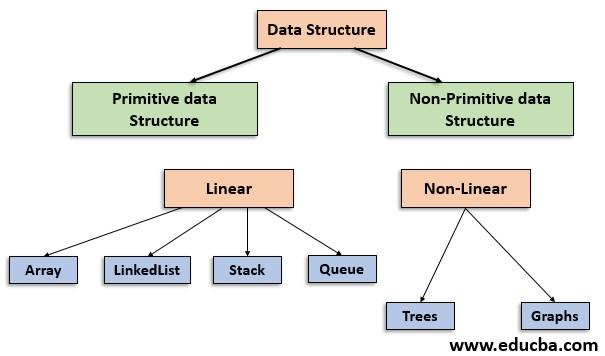 Data Structure
Primitive data
Structure
Non-Primitive data
Structure
Linear
Non-Linear
Array
LinkedList
Stack
Queue
Trees
Graphs
www.educba.com